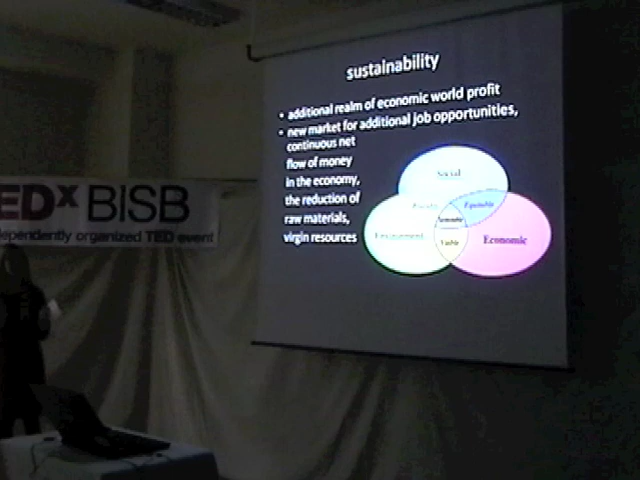 sustainability
• additional realm of economic world profit
• new market for additional job opportunities,
continuous net
flow of money
in the economy,
the reduction of
raw materials,
virgin resources
Social
Equitable
Environment
Viable
Economic
EDx BISB
dependently organized TED event